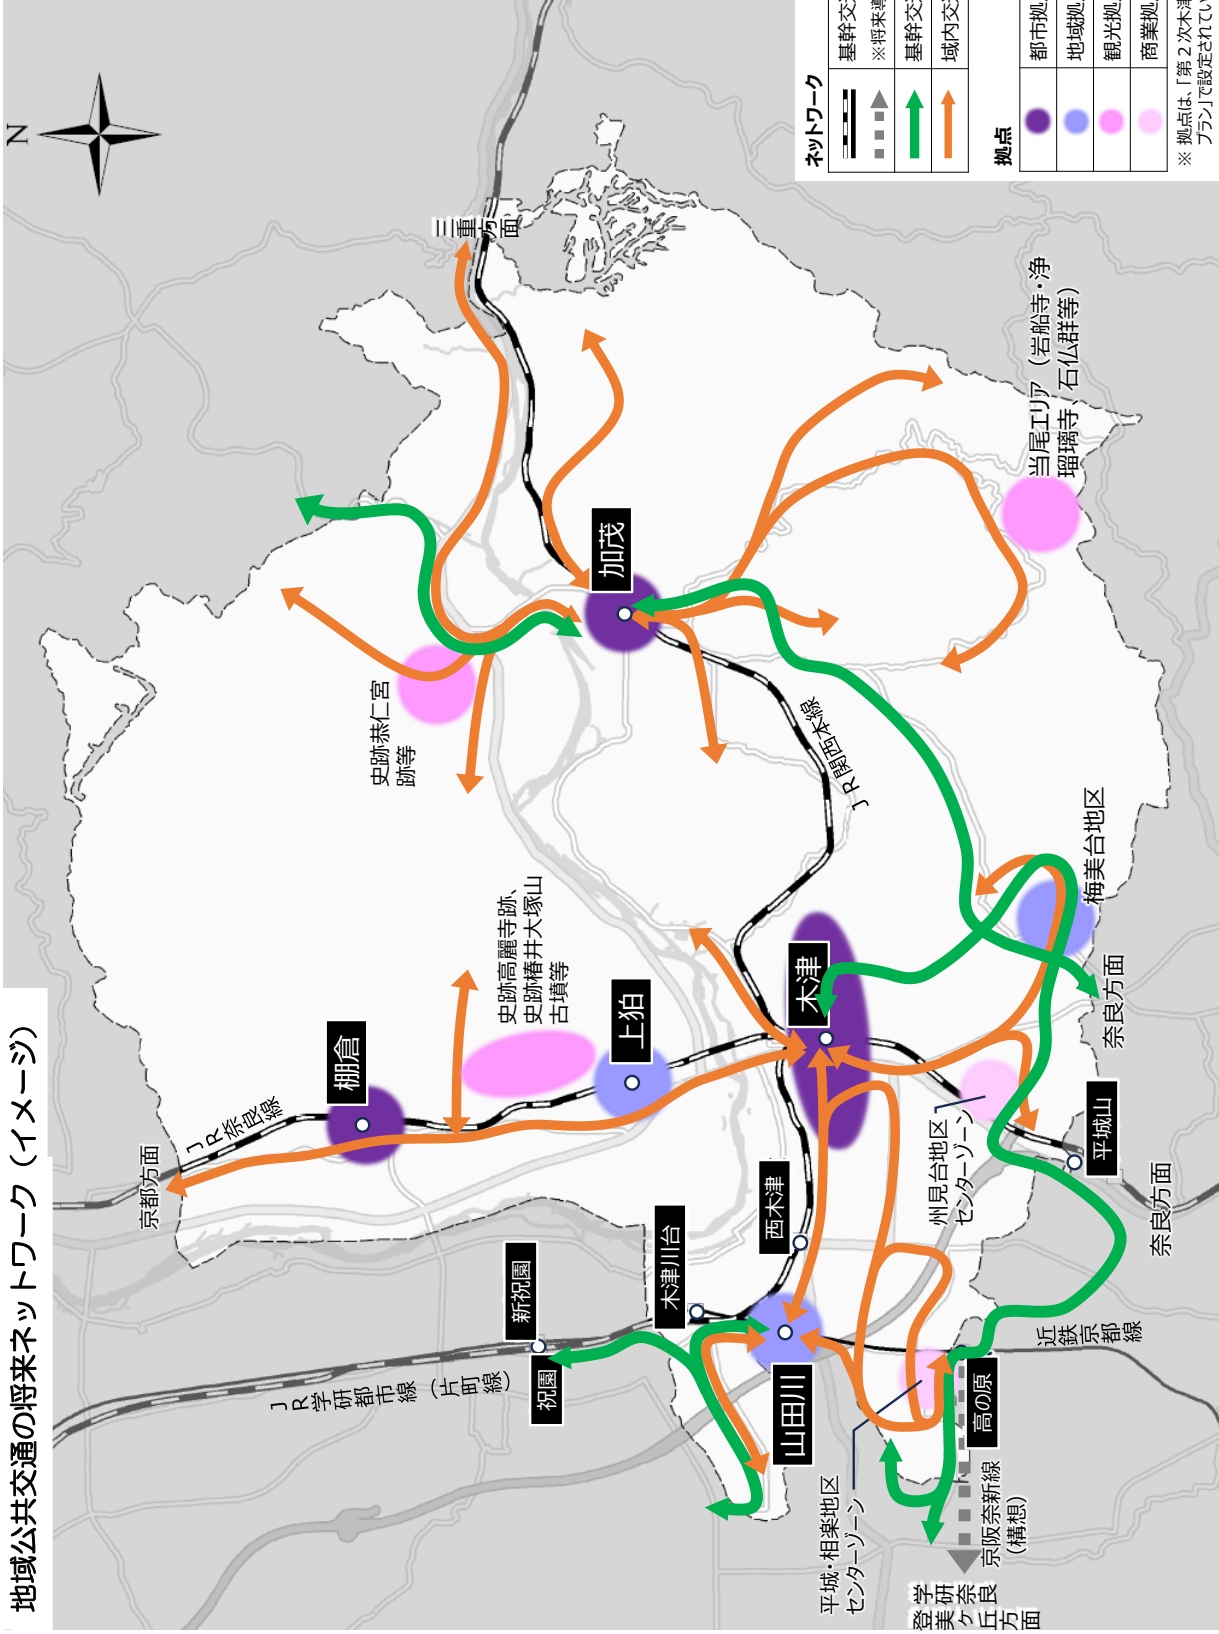 地域公共交通の将来ネットワーク（イメージ）
N
京都方面
ＪＲ奈良線
棚倉
史跡高麗寺跡、
史跡椿井大塚山
古墳等
上狛
史跡恭仁宮
跡等
三重方面
加茂
ＪＲ関西本線
当尾エリア（岩船寺・浄
瑠璃寺、石仏群等）
新祝園
祝園
ＪＲ学研都市線（片町線）
木津川台
西木津
木津
山田川
梅美台地区
奈良方面
州見台地区
センターゾーン
平城山
奈良方面
近鉄京都線
高の原
平城・相楽地区
センターゾーン
京阪奈新線
（構想）
学研奈良
登美ケ丘方面
ネットワーク
基幹交
※将来
基幹交
域内交
拠点
都市拠
地域拠
観光拠
商業拠
※ 拠点は、「第２次木津
プラン」で設定されてい